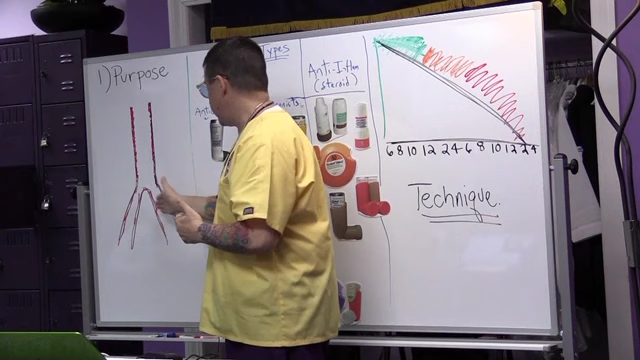 1) Purpose
Types
Anti-Inflam
(steroid)
6 8 10 12 2 4 6 8 10 12 2 4
Technique.